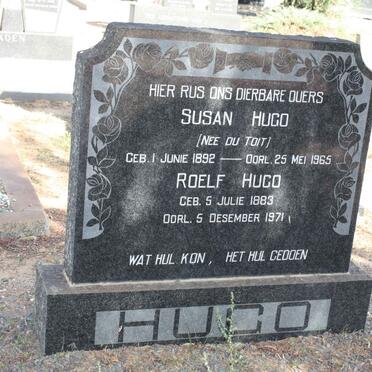 HIER RUS ONS DIERBARE OUERS
SUSAN HUGO
(NEE DU TOIT)
GEB. 1 JUNIE 1892 — OORL. 25 MEI 1965
ROELF HUGO
GEB. 5 JULIE 1883
OORL. 5 DESEMBER 1971
WAT HUL KON, HET HUL GEDOEN
HUGO